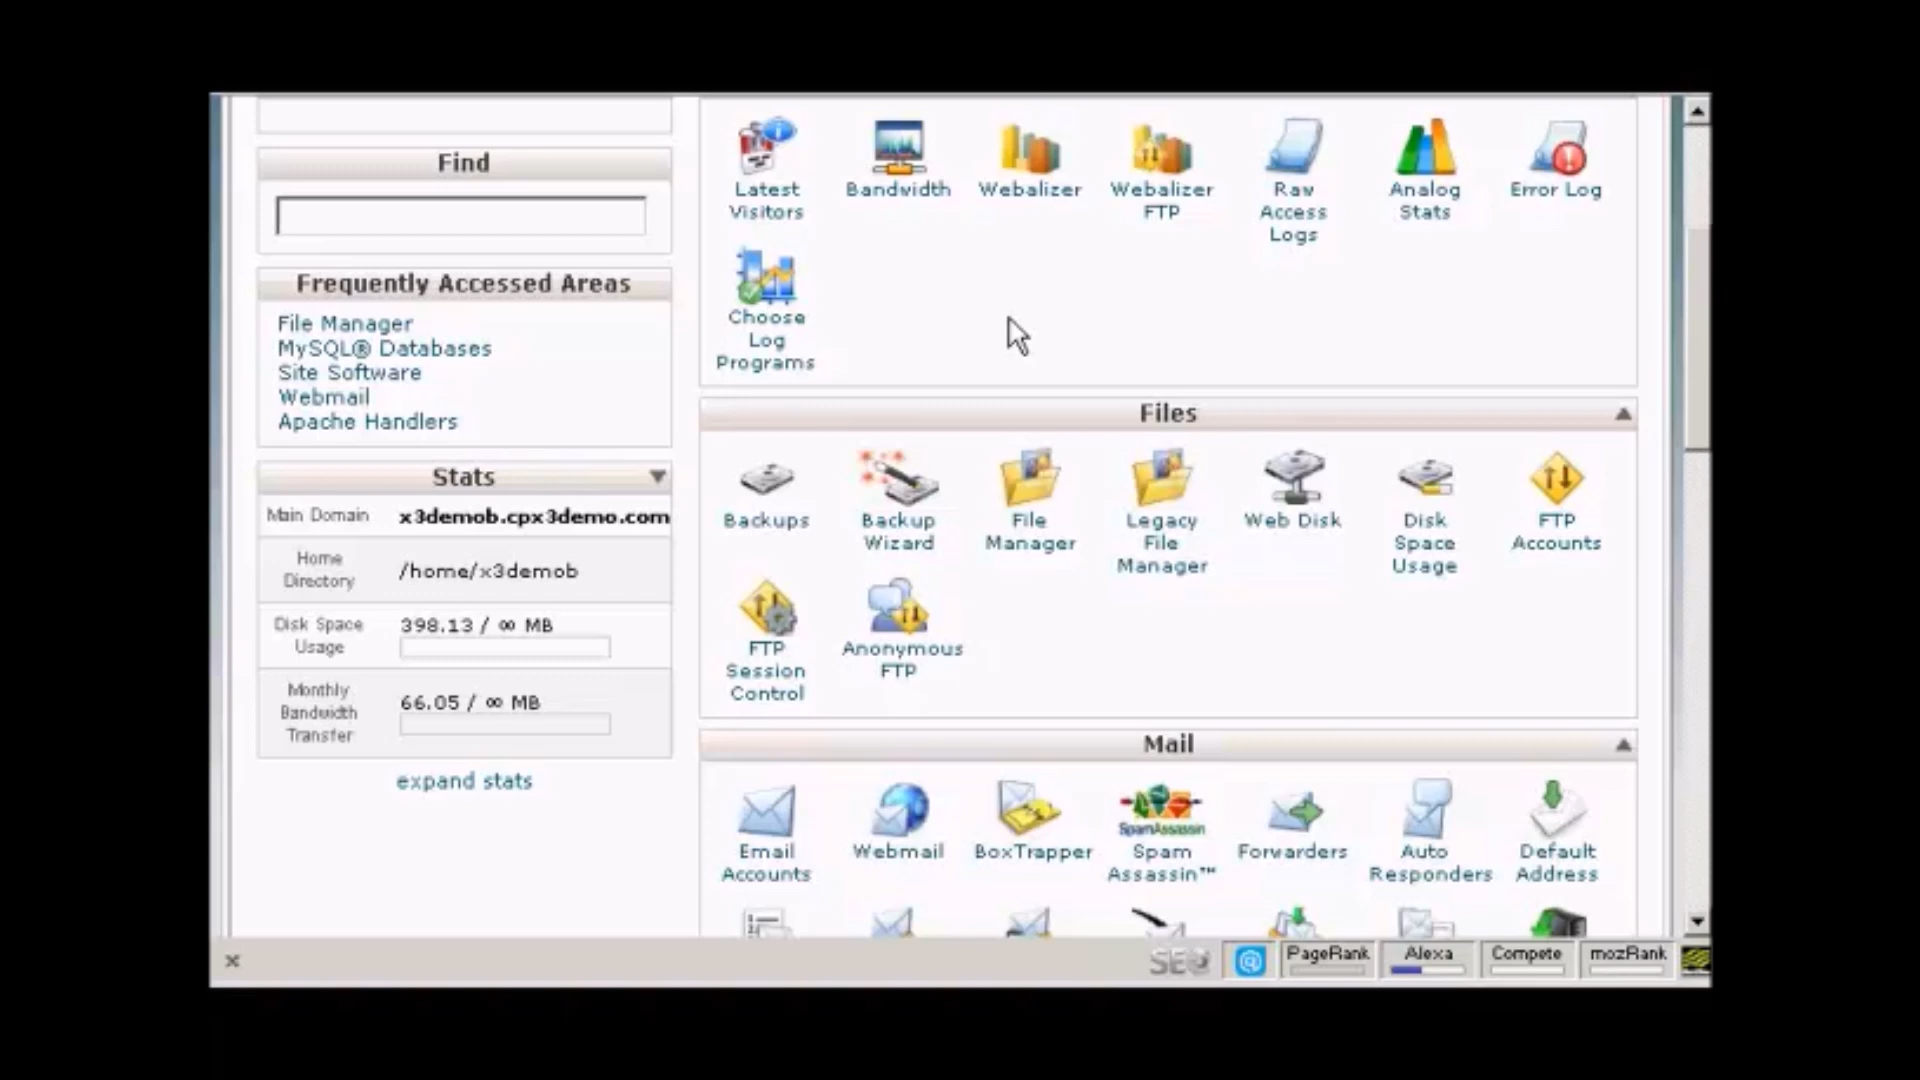 Find
Frequently Accessed Areas
File Manager
MySQL® Databases
Site Software
Webmail
Apache Handlers
Stats
Main Domain x3demob.cpx3demo.com
Home
Directory
/home/x3demob
Disk Space
Usage
398.13 / ∞ MB
Monthly
Bandwidth
Transfer
66.05 / ∞ MB
expand stats
Latest
Visitors
Bandwidth
Webalizer
Webalizer
FTP
Raw
Access
Logs
Analog
Stats
Error Log
Choose
Log
Programs
Files
Backups
Backup
Wizard
File
Manager
Legacy
File
Manager
Web Disk
Disk
Space
Usage
FTP
Accounts
FTP
Session
Control
Anonymous
FTP
Mail
Email
Accounts
Webmail
BoxTrapper
SpamAssassin
Spam
Assassin™
Forwarders
Auto
Responders
Default
Address
SEO
PageRank
Alexa
Compete
mozRank